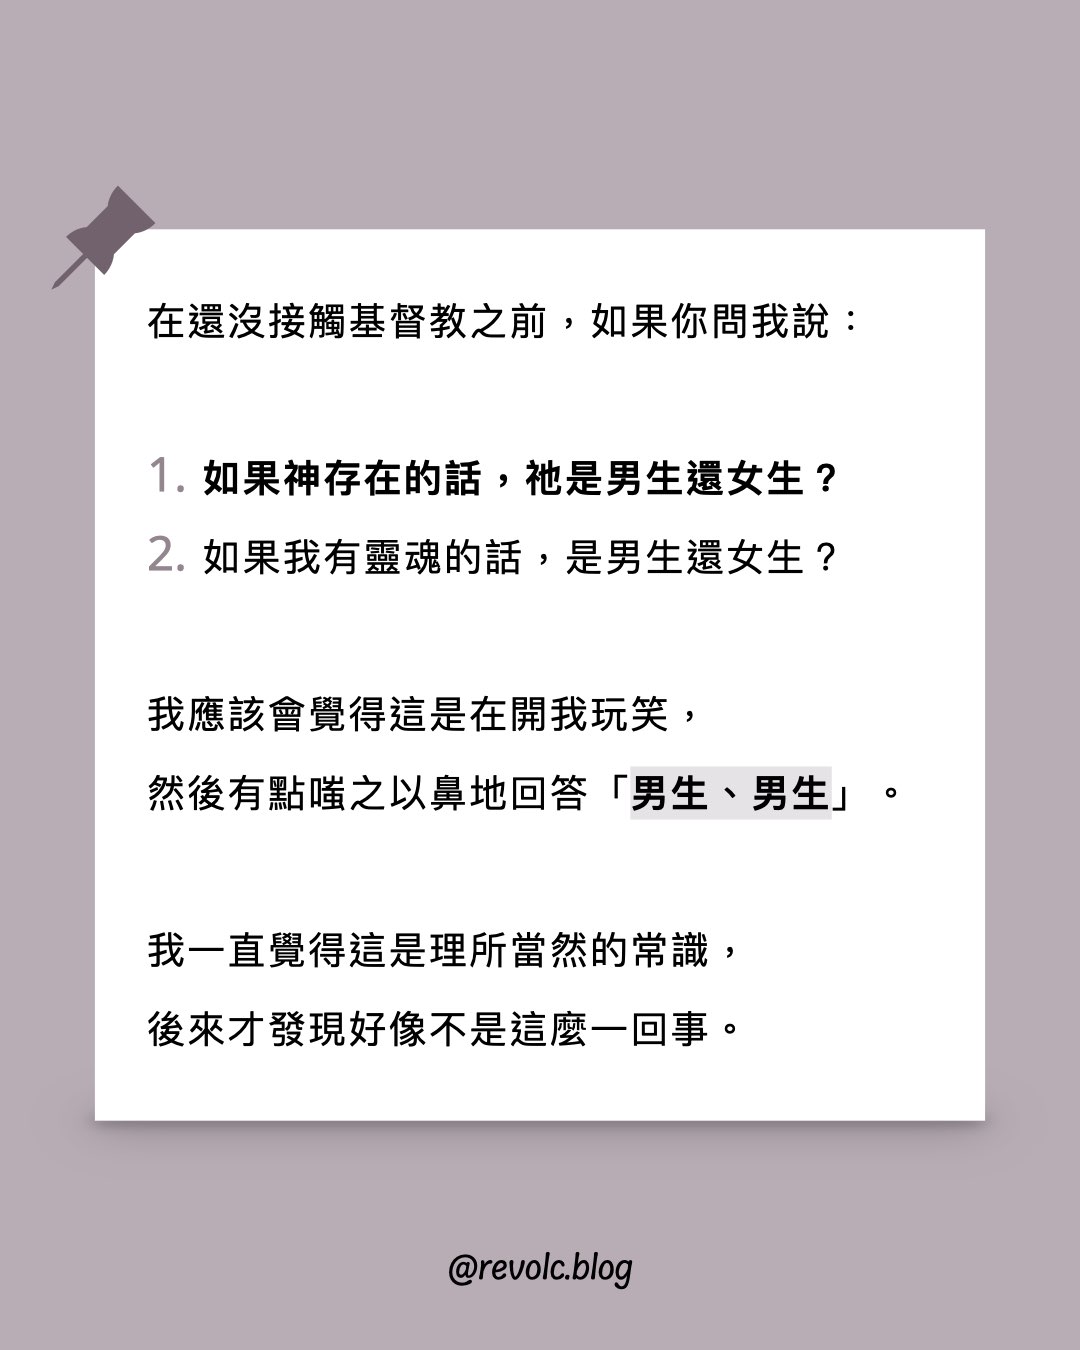 在還沒接觸基督教之前，如果你問我說：
1. 如果神存在的話，祂是男生還女生？
2. 如果我有靈魂的話，是男生還女生？
我應該會覺得這是在開我玩笑，
然後有點嗤之以鼻地回答「男生、男生」。
我一直覺得這是理所當然的常識，
後來才發現好像不是這麼一回事。
@revolc.blog